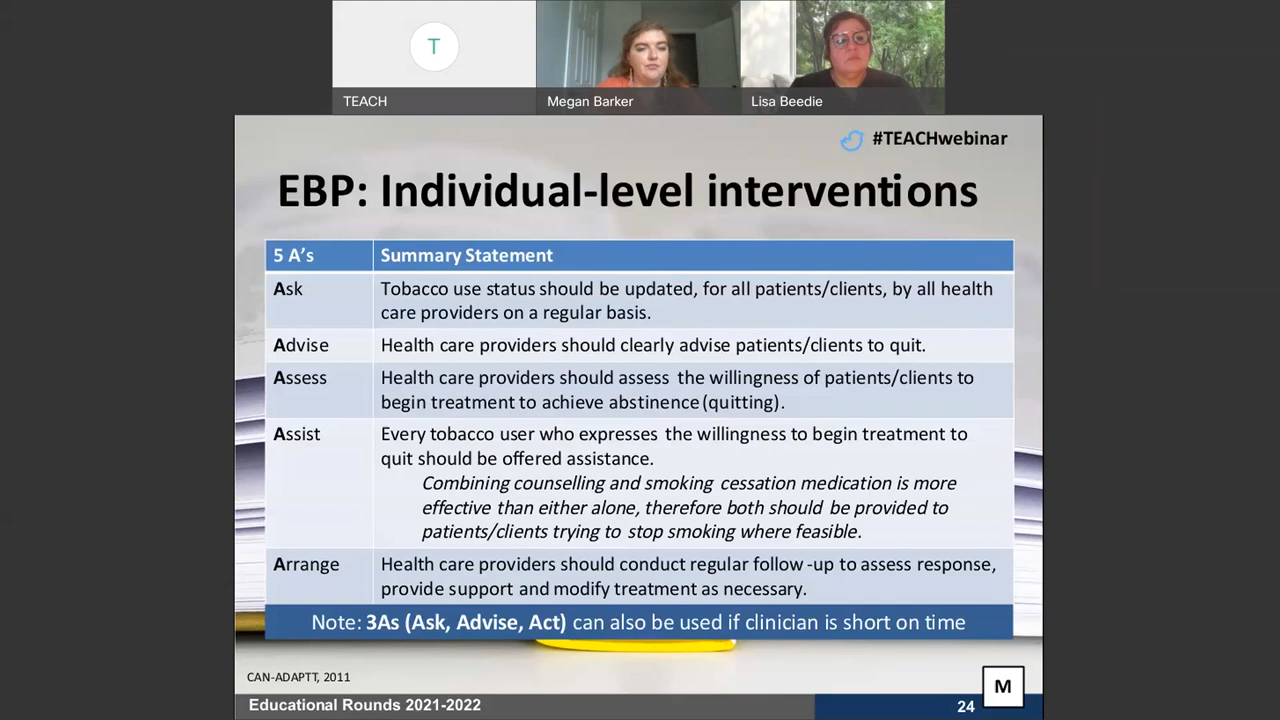 T
TEACH
Megan Barker
Lisa Beedie
#TEACHwebinar
EBP: Individual-level interventions
5 A’s
Summary Statement
Ask
Tobacco use status should be updated, for all patients/clients, by all health
care providers on a regular basis.
Advise
Health care providers should clearly advise patients/clients to quit.
Assess
Health care providers should assess the willingness of patients/clients to
begin treatment to achieve abstinence (quitting).
Assist
Every tobacco user who expresses the willingness to begin treatment to
quit should be offered assistance.
Combining counselling and smoking cessation medication is more
effective than either alone, therefore both should be provided to
patients/clients trying to stop smoking where feasible.
Arrange
Health care providers should conduct regular follow-up to assess response,
provide support and modify treatment as necessary.
Note: 3As (Ask, Advise, Act) can also be used if clinician is short on time
CAN-ADAPTT, 2011
M
Educational Rounds 2021-2022
24